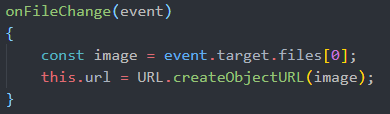 onFileChange(event)
{
    const image = event.target.files[0];
    this.url = URL.createObjectURL(image);
}